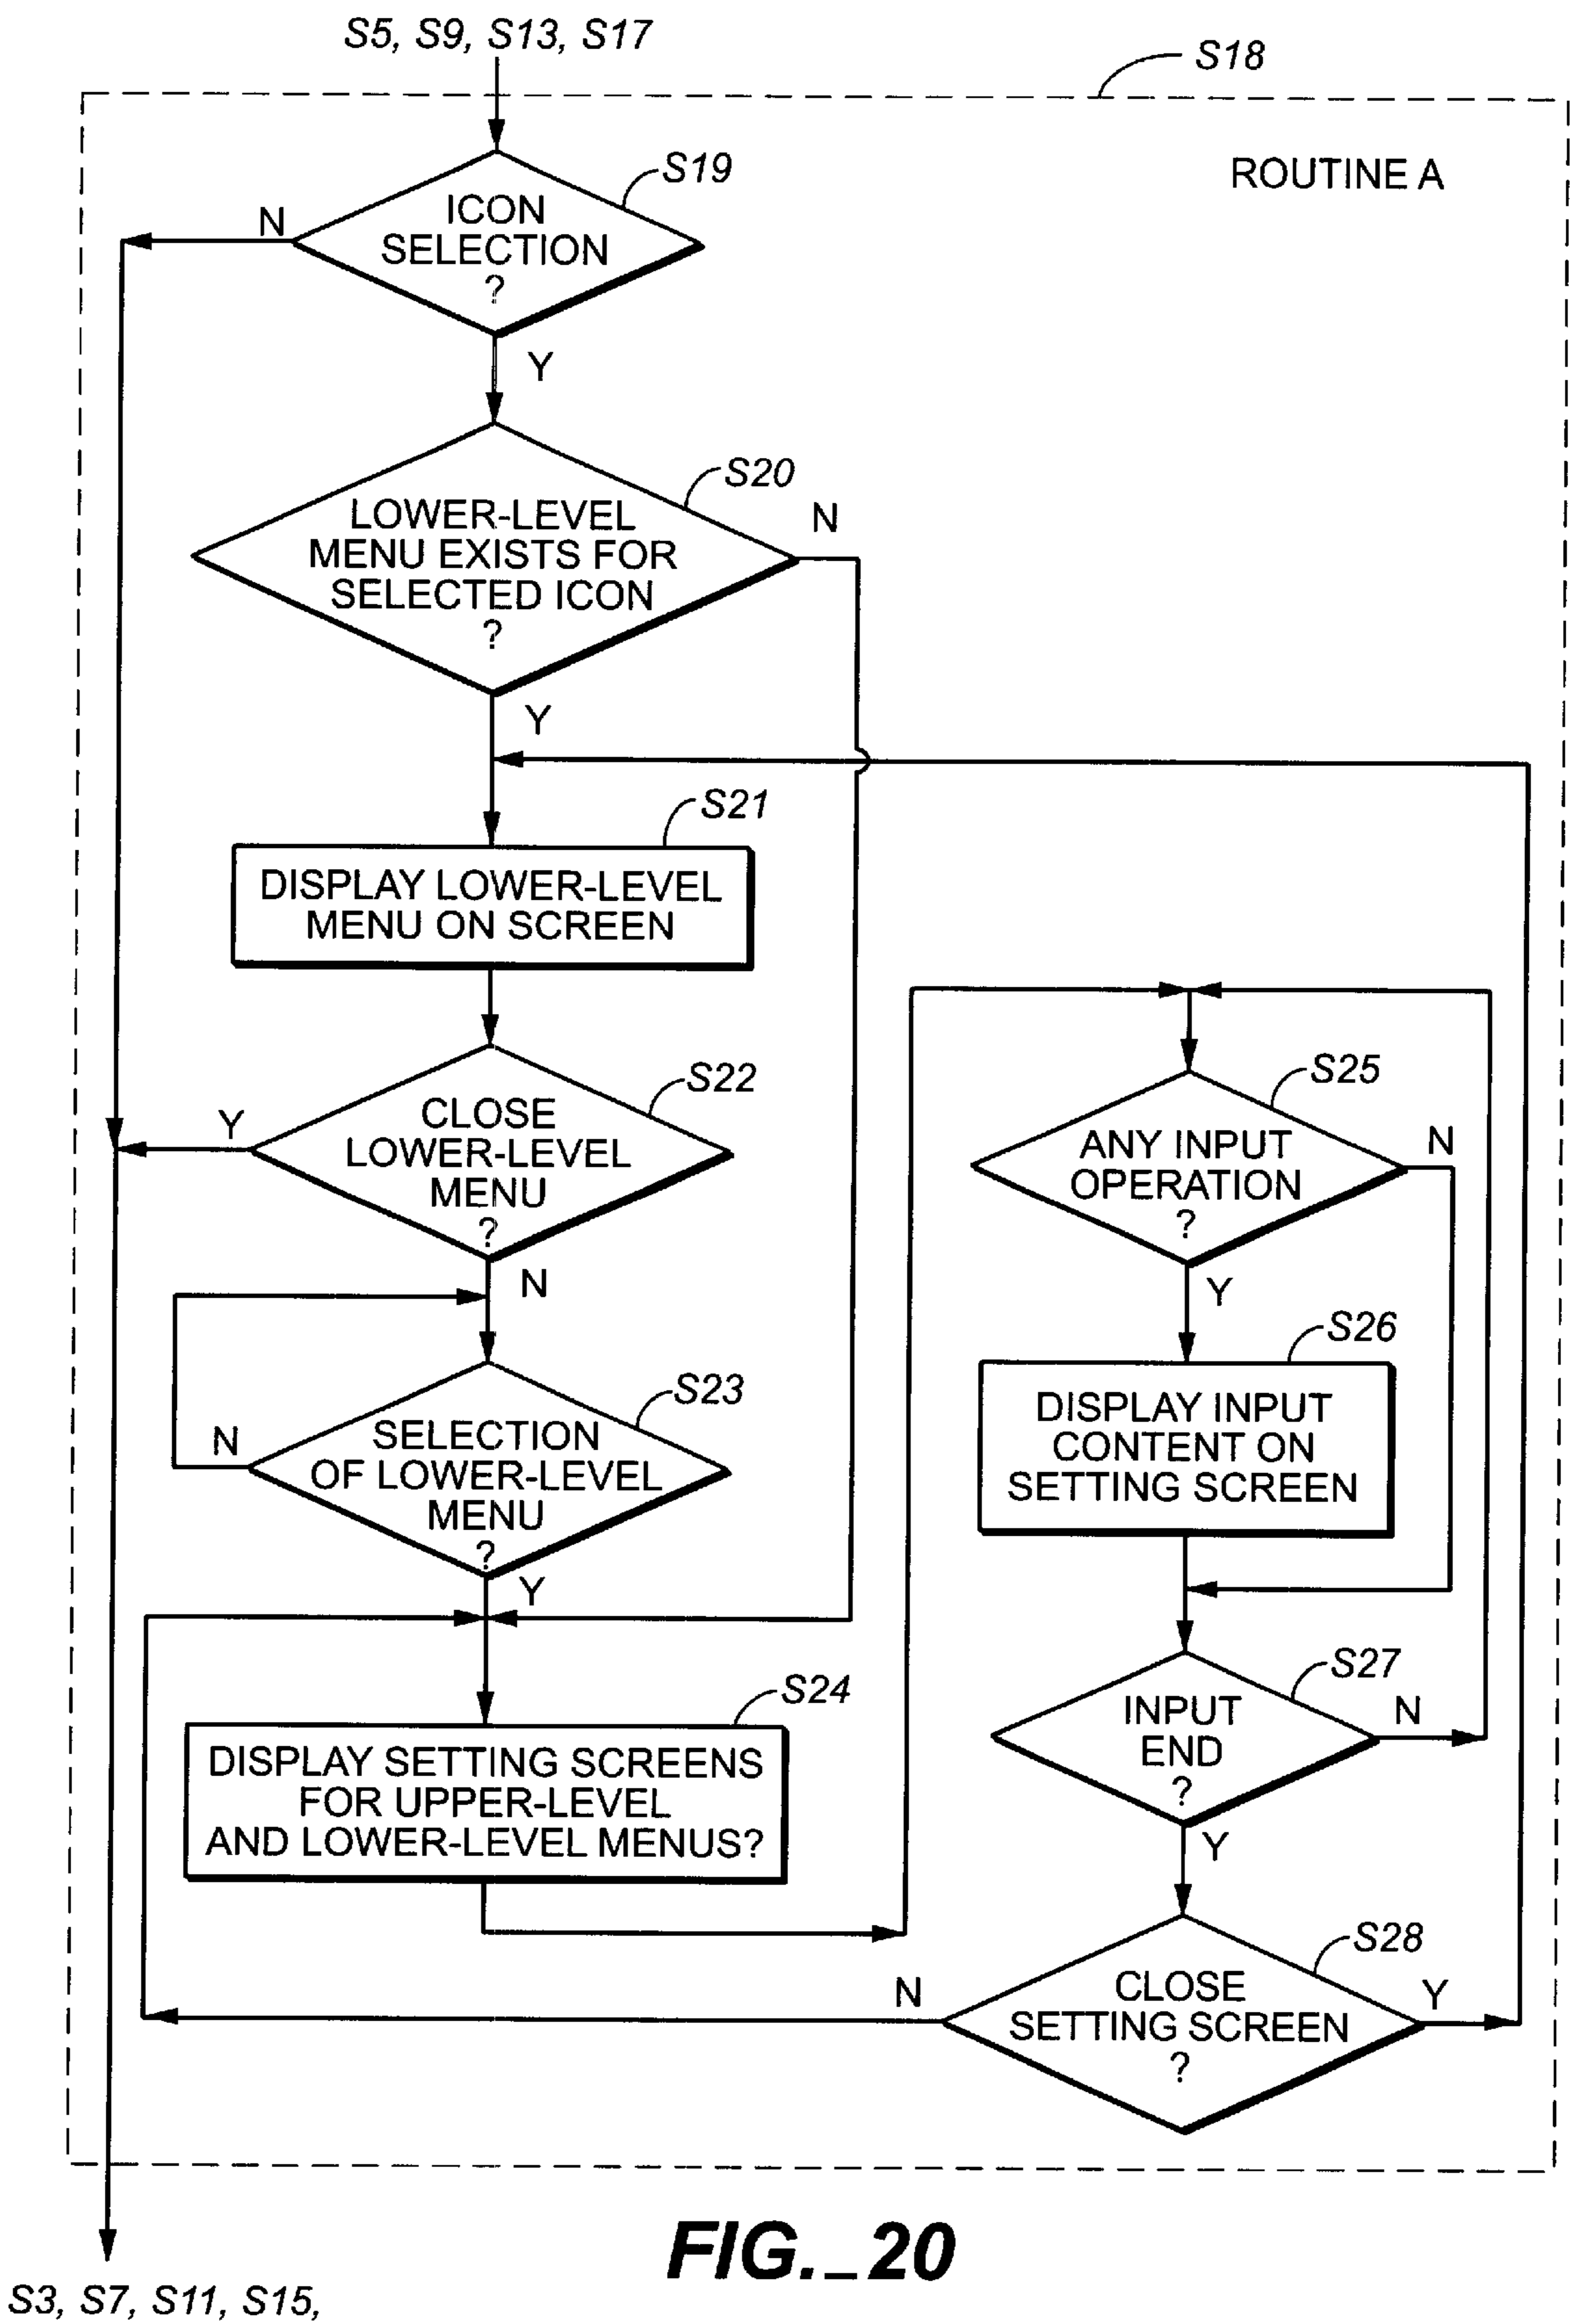 S5, S9, S13, S17
S18
ROUTINE A
S19
ICON
SELECTION
?
N
Y
S20
LOWER-LEVEL
MENU EXISTS FOR
SELECTED ICON
?
N
Y
S21
DISPLAY LOWER-LEVEL
MENU ON SCREEN
S22
CLOSE
LOWER-LEVEL
MENU
?
Y
N
S23
SELECTION
OF LOWER-LEVEL
MENU
?
N
Y
S24
DISPLAY SETTING SCREENS
FOR UPPER-LEVEL
AND LOWER-LEVEL MENUS?
S25
ANY INPUT
OPERATION
?
N
Y
S26
DISPLAY INPUT
CONTENT ON
SETTING SCREEN
S27
INPUT
END
?
N
Y
S28
CLOSE
SETTING SCREEN
?
N
Y
FIG._20
S3, S7, S11, S15,